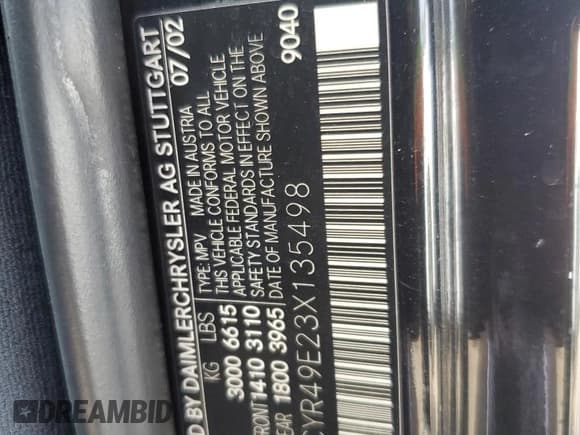 D BY DAIMLERCHRYSLER AG STUTTGART
07/02
TYPE: MPV MADE IN AUSTRIA
KG LBS
THIS VEHICLE CONFORMS TO ALL
3000 6615
APPLICABLE FEDERAL MOTOR VEHICLE
FRONT 1410 3110
SAFETY STANDARDS IN EFFECT ON THE
EAR 1800 3965
DATE OF MANUFACTURE SHOWN ABOVE
9040
YR49E23X135498
DREAMBID